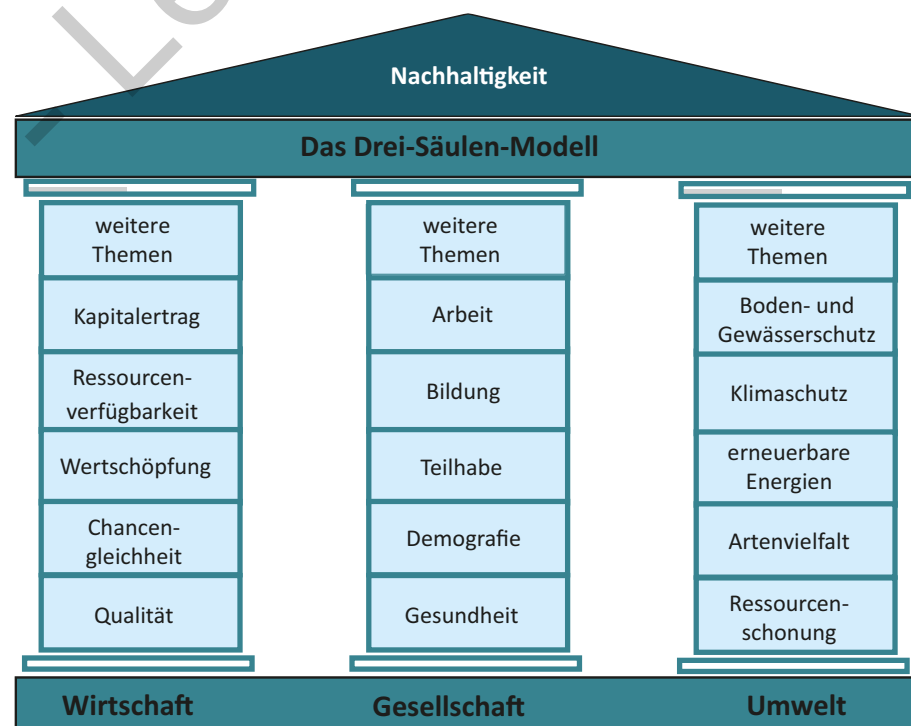 Le
Nachhaltigkeit
Das Drei-Säulen-Modell
weitere
Themen
Kapitalertrag
Ressourcen-
verfügbarkeit
Wertschöpfung
Chancen-
gleichheit
Qualität
weitere
Themen
Arbeit
Bildung
Teilhabe
Demografie
Gesundheit
weitere
Themen
Boden- und
Gewässerschutz
Klimaschutz
erneuerbare
Energien
Artenvielfalt
Ressourcen-
schonung
Wirtschaft
Gesellschaft
Umwelt